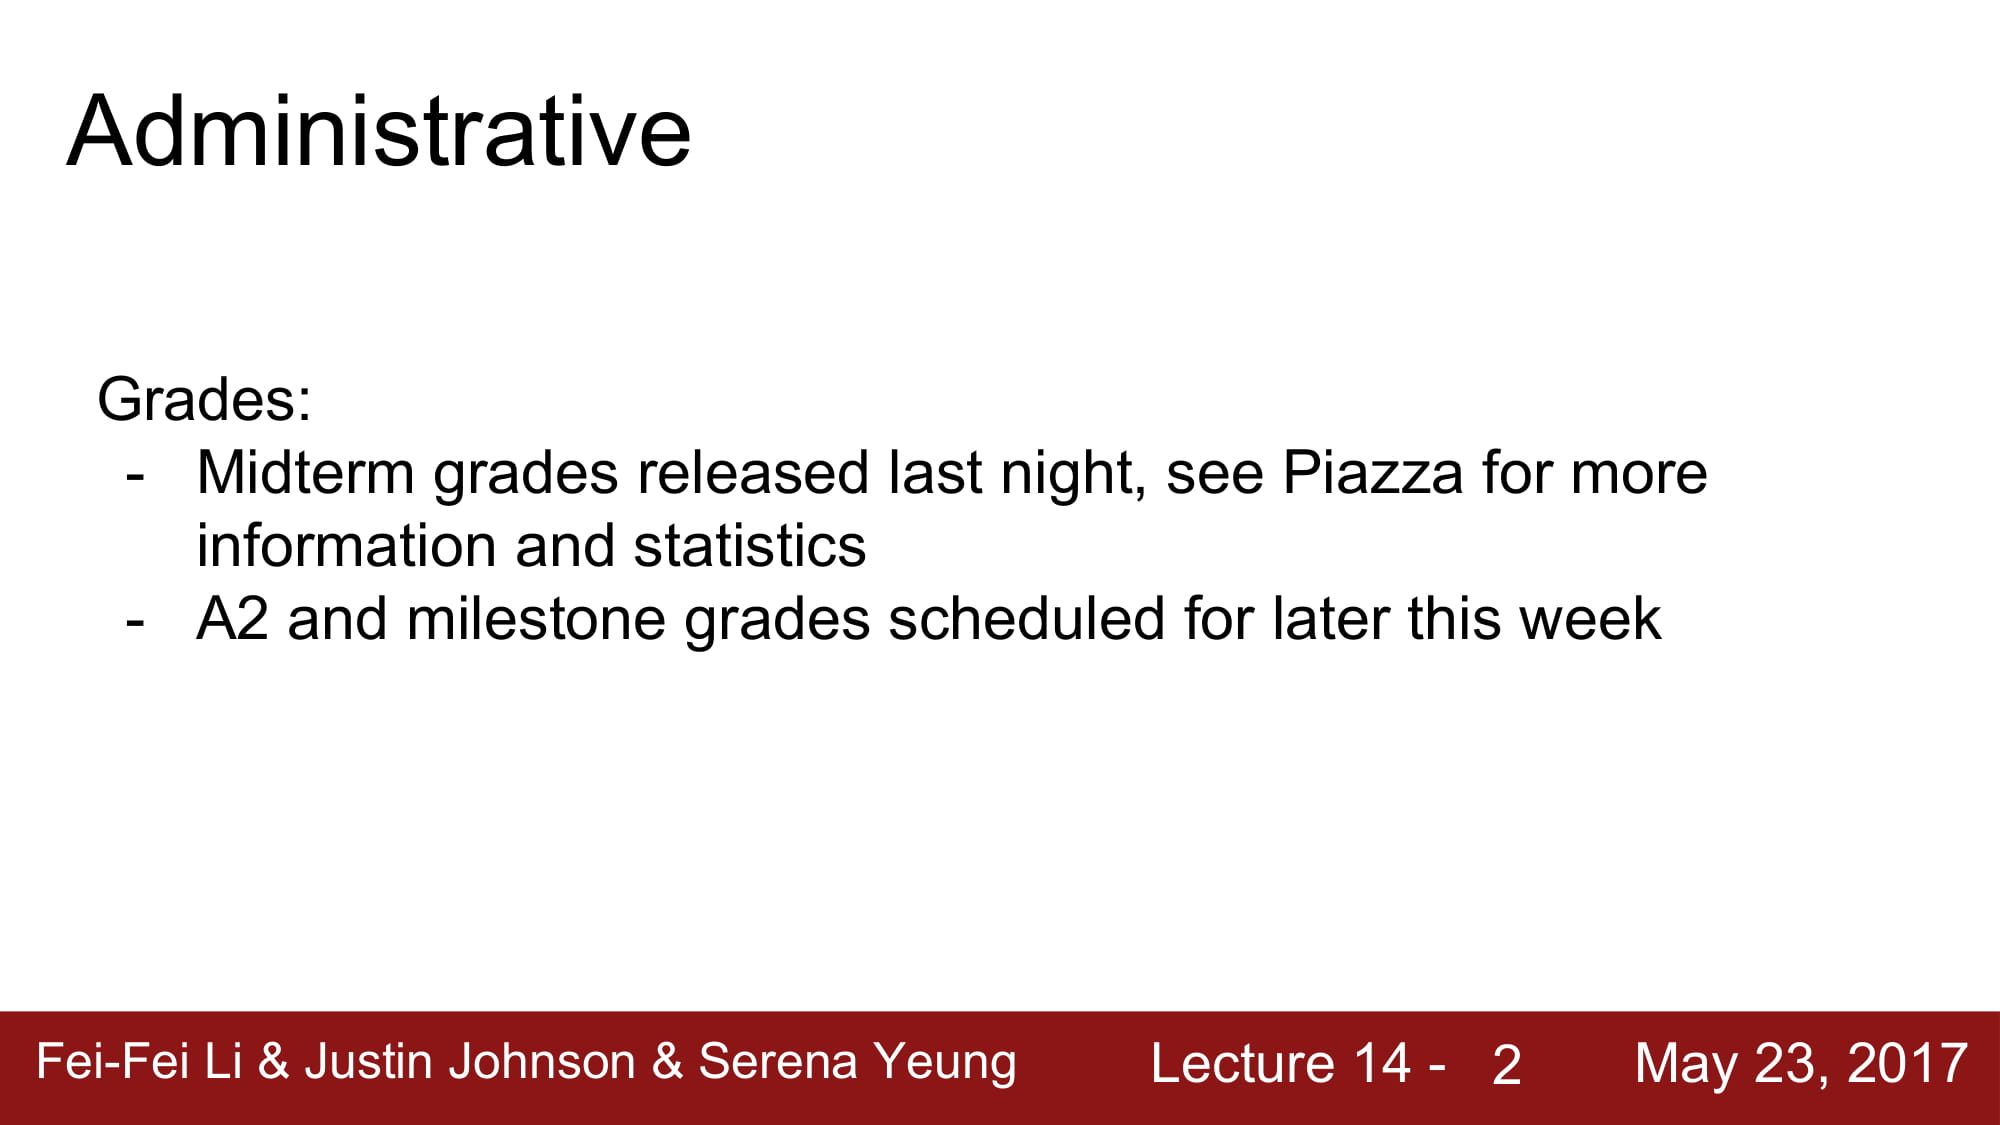 Administrative
Grades:
- Midterm grades released last night, see Piazza for more
information and statistics
- A2 and milestone grades scheduled for later this week
Fei-Fei Li & Justin Johnson & Serena Yeung Lecture 14 - 2 May 23, 2017